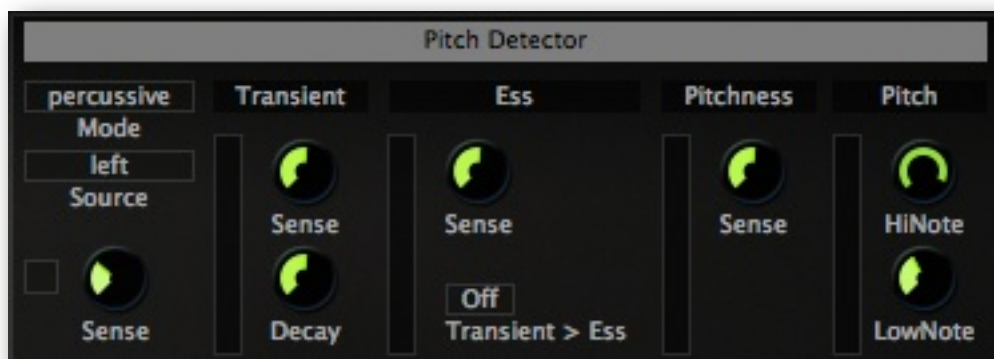 Pitch Detector
percussive
Mode
left
Source
Sense
Transient
Sense
Decay
Ess
Sense
Off
Transient > Ess
Pitchness
Sense
Pitch
HiNote
LowNote